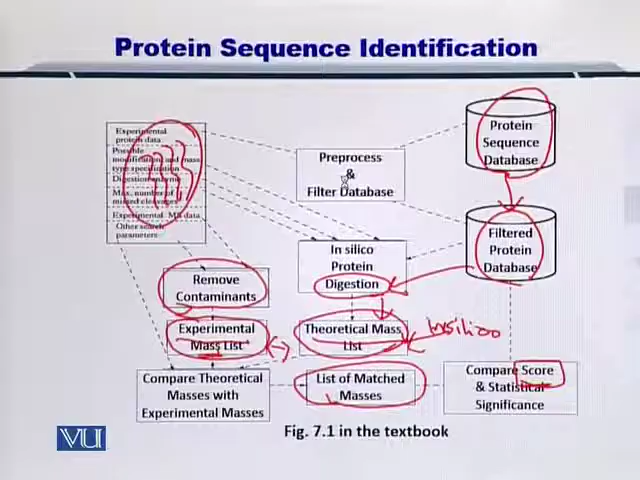 Protein Sequence Identification
Experimental
protein data
Possible
modification and mass
type specification
Digestion enzyme
Max. number of
missed cleavages
Experimental MS data
Other search
parameters
Preprocess
&
Filter Database
Protein
Sequence
Database
In silico
Protein
Digestion
Filtered
Protein
Database
Remove
Contaminants
Experimental
Mass List
Theoretical Mass
List
insilico
Compare Theoretical
Masses with
Experimental Masses
List of Matched
Masses
Compare Score
& Statistical
Significance
VU
Fig. 7.1 in the textbook